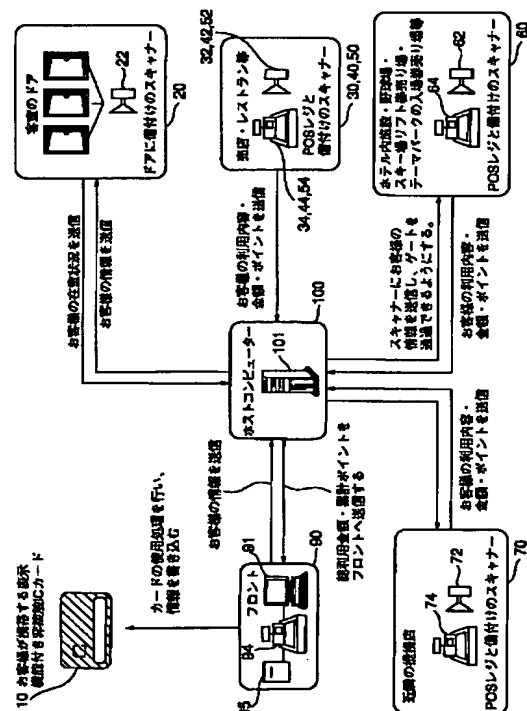 10 お客様が携帯する表示
機能付き非接触ICカード
カードの使用処理を行い、
情報を書き込む
95
94
フロント
91
90
お客様の情報を送信
総利用金額・累計ポイントを
フロントへ送信する
ホストコンピューター
101
100
お客様の在室状況を送信
お客様の情報を送信
客室のドア
22
ドアに備付けのスキャナー
20
お客様の利用内容・
金額・ポイントを送信
売店・レストラン等
32,42,52
34,44,54
POSレジと
備付けのスキャナー
30,40,50
スキャナーにお客様の
情報を送信し、ゲートを
通過できるようにする。
お客様の利用内容・
金額・ポイントを送信
ホテル内施設・野球場・
スキー場リフト券売り場・
テーマパークの入場券売り場等
64
62
POSレジと備付けのスキャナー
60
お客様の利用内容・
金額・ポイントを送信
近隣の提携店
74
72
POSレジと備付けのスキャナー
70